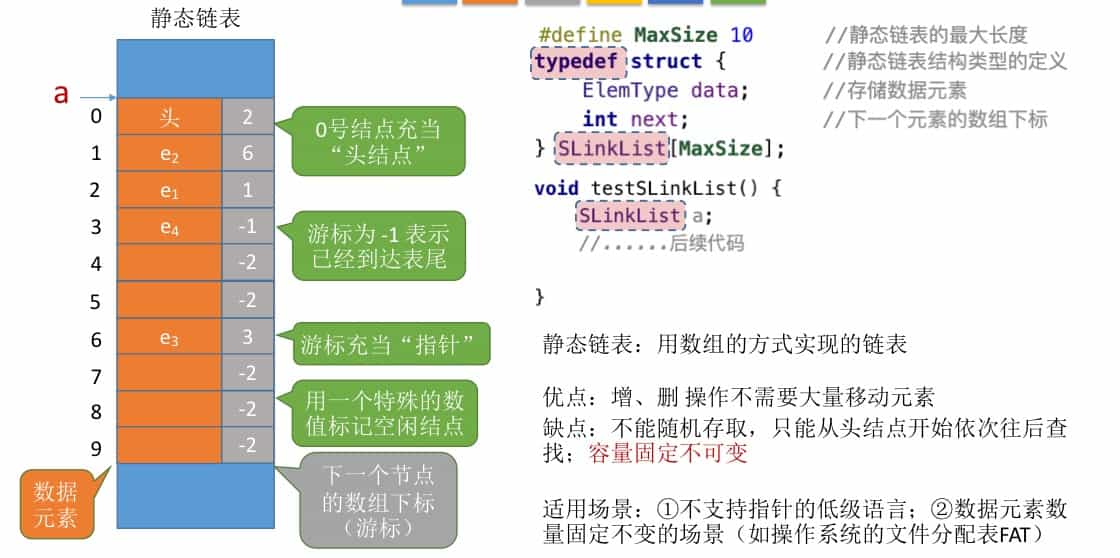 静态链表
a
0 头 2
1 e₂ 6
2 e₁ 1
3 e₄ -1
4 -2
5 -2
6 e₃ 3
7 -2
8 -2
9 -2
0号结点充当
“头结点”
游标为 -1 表示
已经到达表尾
游标充当“指针”
用一个特殊的数
值标记空闲结点
数据
元素
下一个节点
的数组下标
（游标）
#define MaxSize 10 //静态链表的最大长度
typedef struct { //静态链表结构类型的定义
ElemType data; //存储数据元素
int next; //下一个元素的数组下标
} SLinkList[MaxSize];
void testSLinkList() {
SLinkList a;
//......后续代码
}
静态链表：用数组的方式实现的链表
优点：增、删 操作不需要大量移动元素
缺点：不能随机存取，只能从头结点开始依次往后查
找；容量固定不可变
适用场景：①不支持指针的低级语言；②数据元素数
量固定不变的场景（如操作系统的文件分配表FAT）